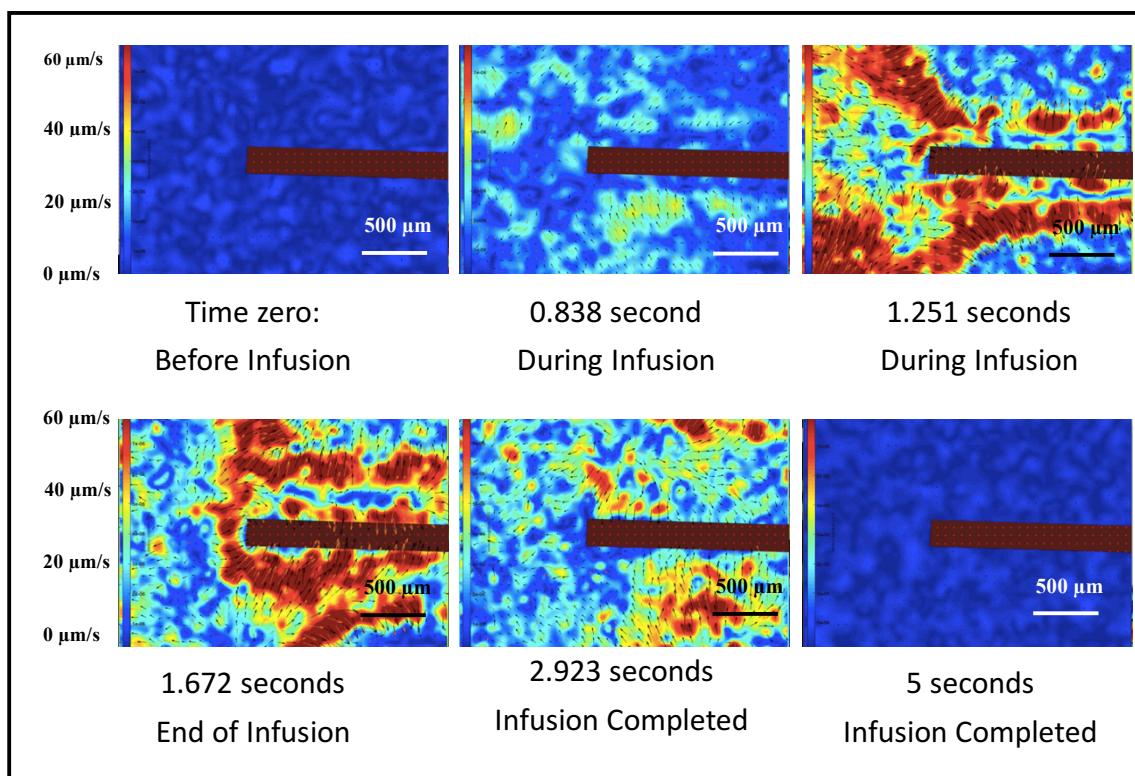 60 µm/s
40 µm/s
20 µm/s
0 µm/s
500 µm
500 µm
500 µm
Time zero:
Before Infusion
0.838 second
During Infusion
1.251 seconds
During Infusion
60 µm/s
40 µm/s
20 µm/s
0 µm/s
500 µm
500 µm
500 µm
1.672 seconds
End of Infusion
2.923 seconds
Infusion Completed
5 seconds
Infusion Completed